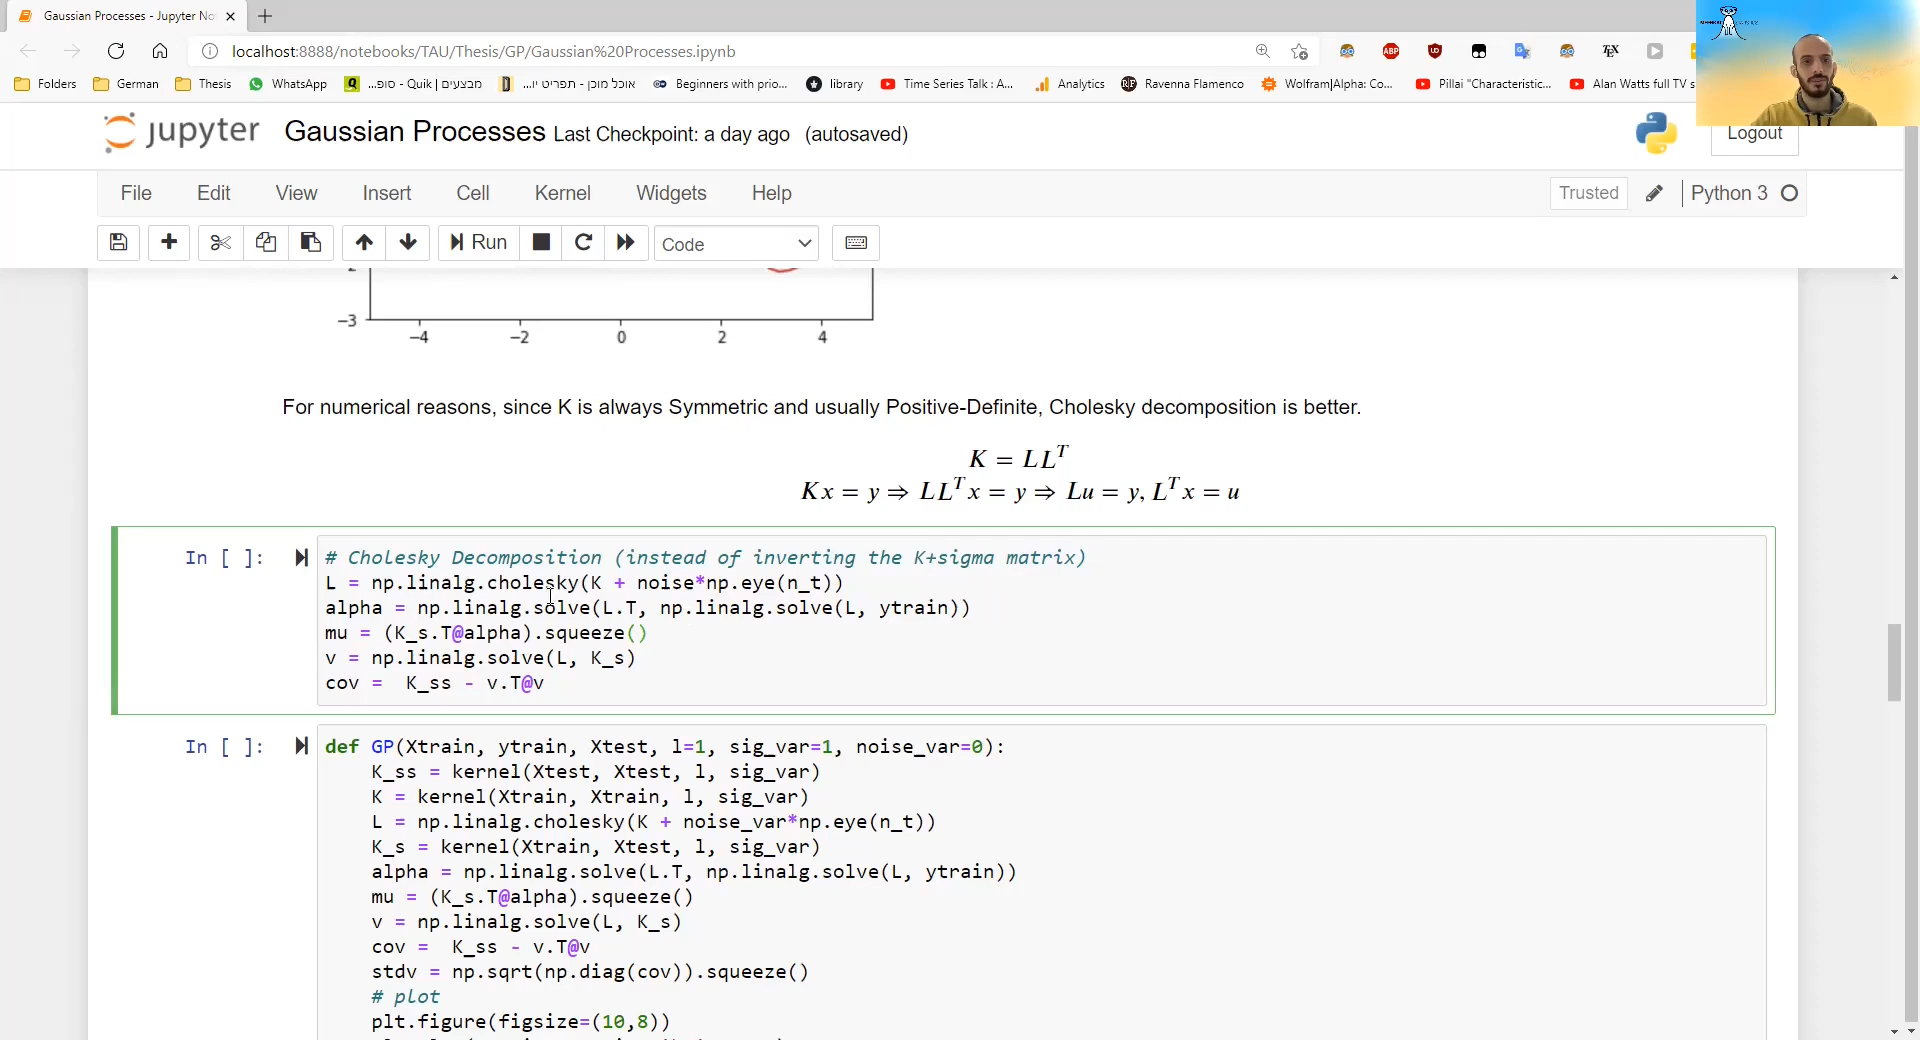 Gaussian Processes - Jupyter No
localhost:8888/notebooks/TAU/Thesis/GP/Gaussian%20Processes.ipynb
Folders German Thesis WhatsApp מבצעים | Quik - סופ... אוכל מוכן - תפריט יו... Beginners with prio... library Time Series Talk : A... Analytics Ravenna Flamenco Wolfram|Alpha: Co... Pillai "Characteristic... Alan Watts full TV s
jupyter Gaussian Processes Last Checkpoint: a day ago (autosaved)
Logout
File Edit View Insert Cell Kernel Widgets Help Trusted Python 3
Run Code
−3
−4 −2 0 2 4
For numerical reasons, since K is always Symmetric and usually Positive-Definite, Cholesky decomposition is better.
K = LL^T
Kx = y ⇒ LL^T x = y ⇒ Lu = y, L^T x = u
In [ ]:
# Cholesky Decomposition (instead of inverting the K+sigma matrix)
L = np.linalg.cholesky(K + noise*np.eye(n_t))
alpha = np.linalg.solve(L.T, np.linalg.solve(L, ytrain))
mu = (K_s.T@alpha).squeeze()
v = np.linalg.solve(L, K_s)
cov =  K_ss - v.T@v
In [ ]:
def GP(Xtrain, ytrain, Xtest, l=1, sig_var=1, noise_var=0):
    K_ss = kernel(Xtest, Xtest, l, sig_var)
    K = kernel(Xtrain, Xtrain, l, sig_var)
    L = np.linalg.cholesky(K + noise_var*np.eye(n_t))
    K_s = kernel(Xtrain, Xtest, l, sig_var)
    alpha = np.linalg.solve(L.T, np.linalg.solve(L, ytrain))
    mu = (K_s.T@alpha).squeeze()
    v = np.linalg.solve(L, K_s)
    cov =  K_ss - v.T@v
    stdv = np.sqrt(np.diag(cov)).squeeze()
    # plot
    plt.figure(figsize=(10,8))